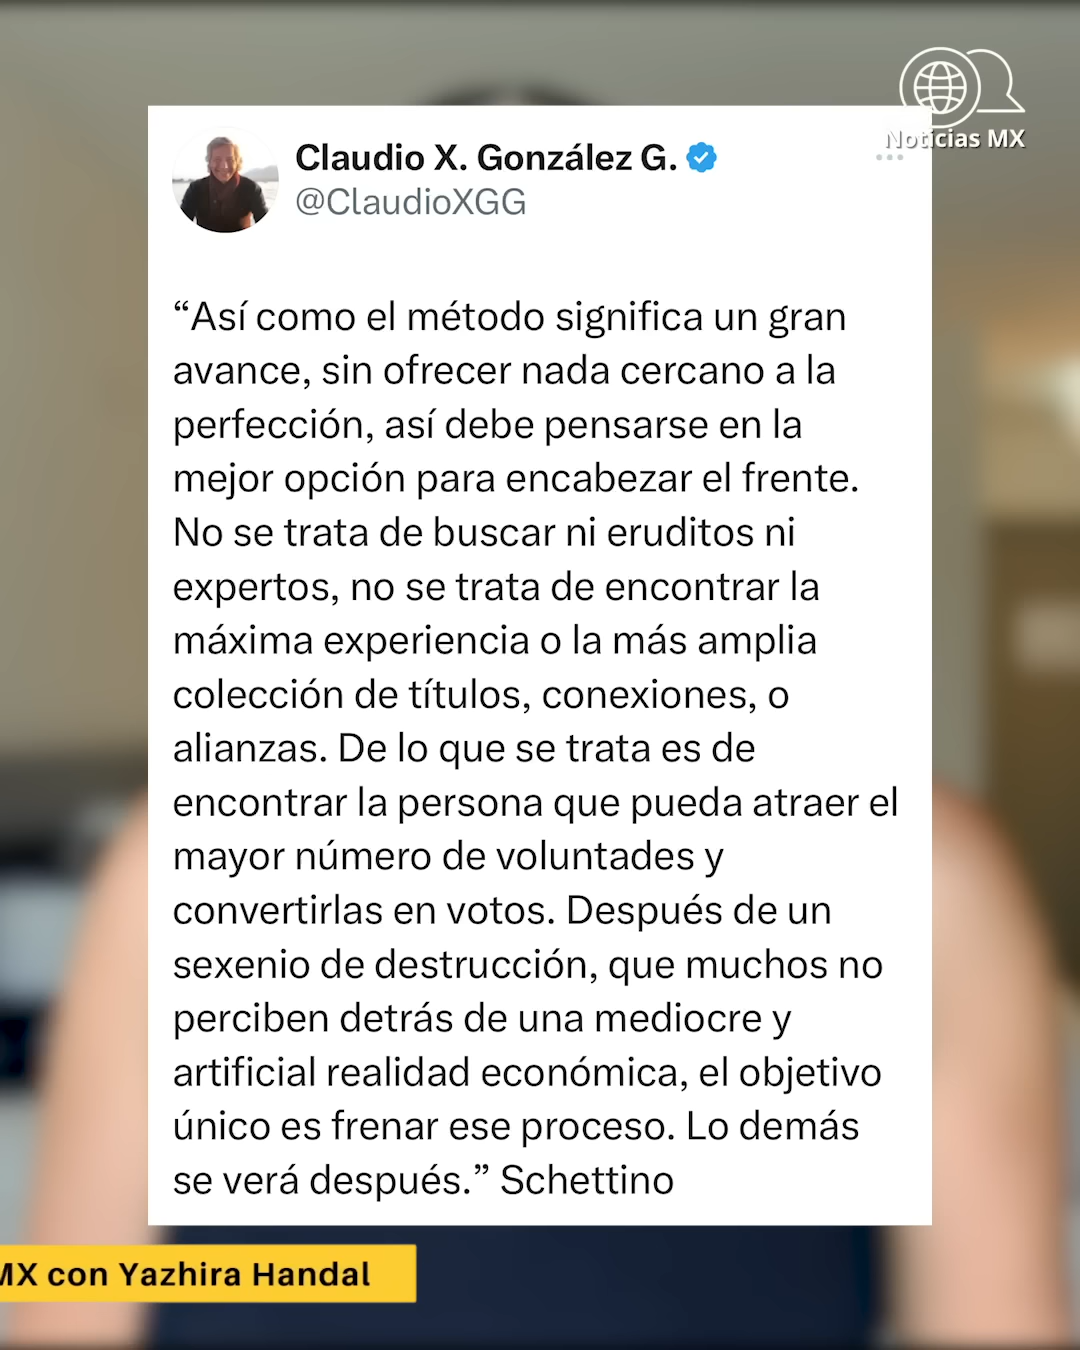 Noticias MX
Claudio X. González G.
@ClaudioXGG
“Así como el método significa un gran
avance, sin ofrecer nada cercano a la
perfección, así debe pensarse en la
mejor opción para encabezar el frente.
No se trata de buscar ni eruditos ni
expertos, no se trata de encontrar la
máxima experiencia o la más amplia
colección de títulos, conexiones, o
alianzas. De lo que se trata es de
encontrar la persona que pueda atraer el
mayor número de voluntades y
convertirlas en votos. Después de un
sexenio de destrucción, que muchos no
perciben detrás de una mediocre y
artificial realidad económica, el objetivo
único es frenar ese proceso. Lo demás
se verá después.” Schettino
MX con Yazhira Handal